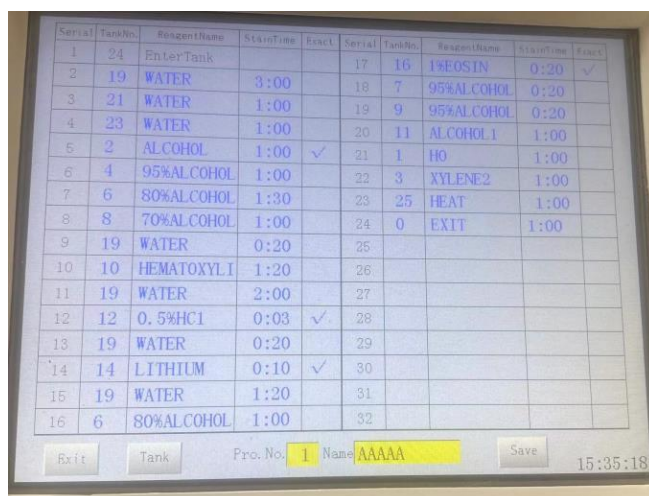 Serial TankNo. ReagentName StainTime Exact Serial TankNo. ReagentName StainTime Exact
1 24 EnterTank 17 16 1%EOSIN 0:20 ✓
2 19 WATER 3:00 18 7 95%ALCOHOL 0:20
3 21 WATER 1:00 19 9 95%ALCOHOL 0:20
4 23 WATER 1:00 20 11 ALCOHOL1 1:00
5 2 ALCOHOL 1:00 ✓ 21 1 HO 1:00
6 4 95%ALCOHOL 1:00 22 3 XYLENE2 1:00
7 6 80%ALCOHOL 1:30 23 25 HEAT 1:00
8 8 70%ALCOHOL 1:00 24 0 EXIT 1:00
9 19 WATER 0:20 25
10 10 HEMATOXYLI 1:20 26
11 19 WATER 2:00 27
12 12 0.5%HCl 0:03 ✓ 28
13 19 WATER 0:20 29
14 14 LITHIUM 0:10 ✓ 30
15 19 WATER 1:20 31
16 6 80%ALCOHOL 1:00 32
Exit Tank Pro. No. 1 Name AAAAA Save 15:35:18